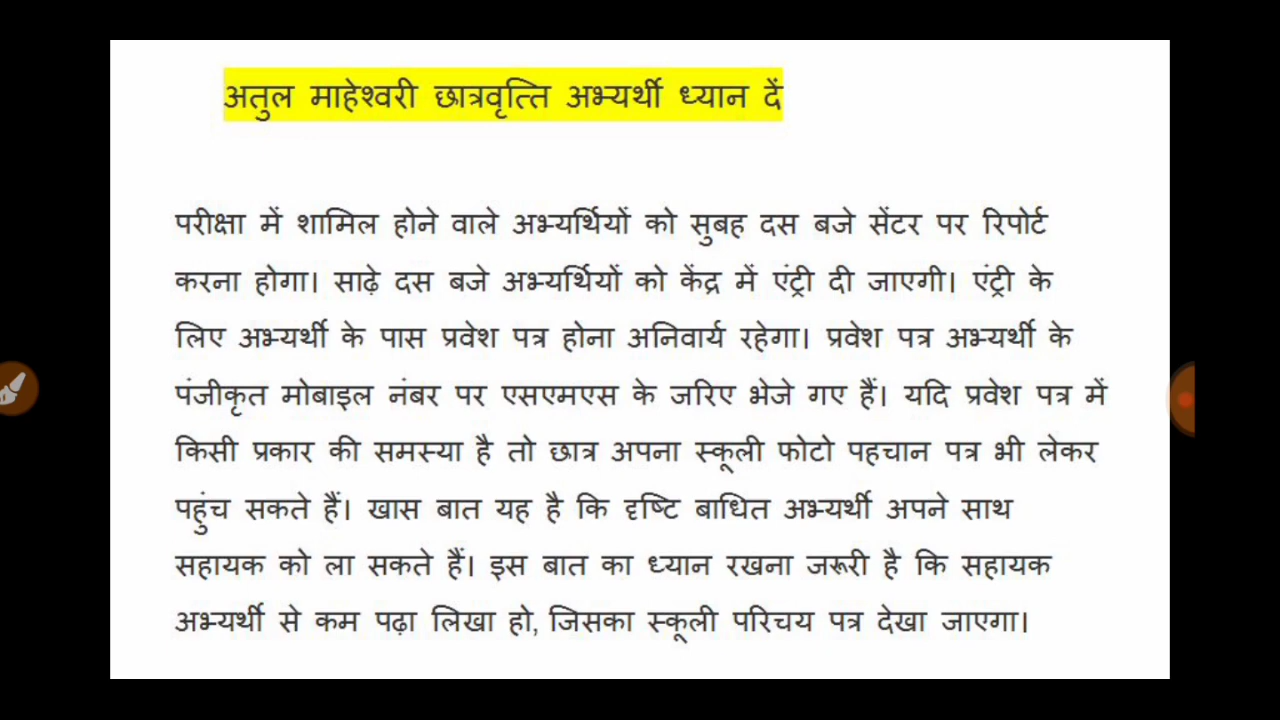 अतुल माहेश्वरी छात्रवृत्ति अभ्यर्थी ध्यान दें
परीक्षा में शामिल होने वाले अभ्यर्थियों को सुबह दस बजे सेंटर पर रिपोर्ट
करना होगा। साढ़े दस बजे अभ्यर्थियों को केंद्र में एंट्री दी जाएगी। एंट्री के
लिए अभ्यर्थी के पास प्रवेश पत्र होना अनिवार्य रहेगा। प्रवेश पत्र अभ्यर्थी के
पंजीकृत मोबाइल नंबर पर एसएमएस के जरिए भेजे गए हैं। यदि प्रवेश पत्र में
किसी प्रकार की समस्या है तो छात्र अपना स्कूली फोटो पहचान पत्र भी लेकर
पहुंच सकते हैं। खास बात यह है कि दृष्टि बाधित अभ्यर्थी अपने साथ
सहायक को ला सकते हैं। इस बात का ध्यान रखना जरूरी है कि सहायक
अभ्यर्थी से कम पढ़ा लिखा हो, जिसका स्कूली परिचय पत्र देखा जाएगा।